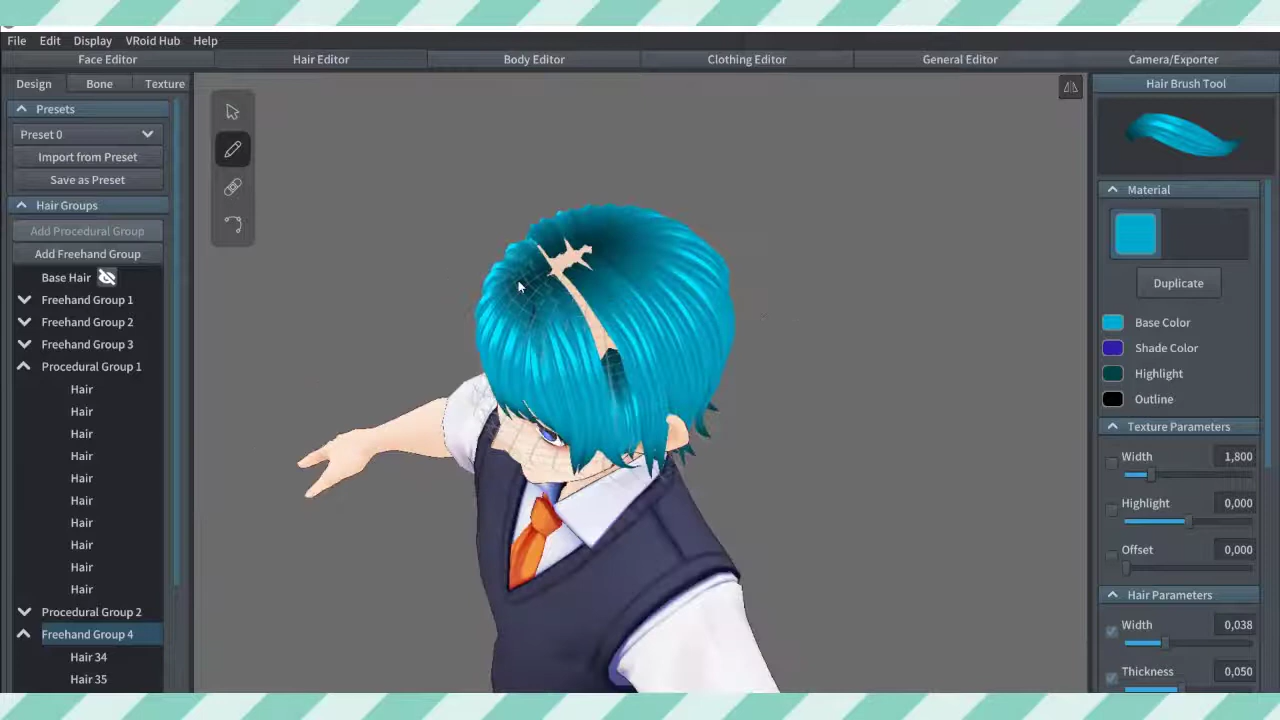 File Edit Display VRoid Hub Help
Face Editor Hair Editor Body Editor Clothing Editor General Editor Camera/Exporter
Design Bone Texture
Presets
Preset 0
Import from Preset
Save as Preset
Hair Groups
Add Procedural Group
Add Freehand Group
Base Hair
Freehand Group 1
Freehand Group 2
Freehand Group 3
Procedural Group 1
Hair
Hair
Hair
Hair
Hair
Hair
Hair
Hair
Hair
Hair
Procedural Group 2
Freehand Group 4
Hair 34
Hair 35
Hair Brush Tool
Material
Duplicate
Base Color
Shade Color
Highlight
Outline
Texture Parameters
Width 1,800
Highlight 0,000
Offset 0,000
Hair Parameters
Width 0,038
Thickness 0,050